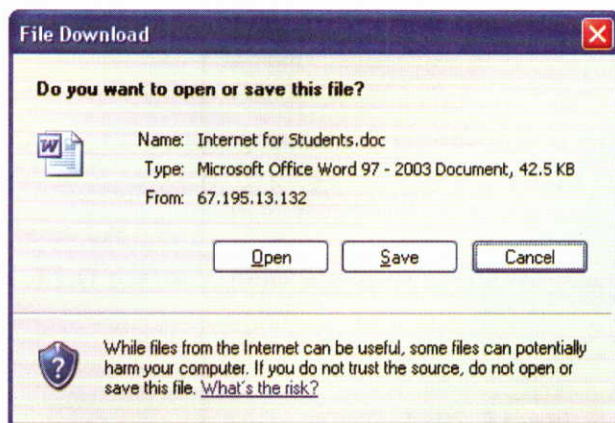 File Download
Do you want to open or save this file?
Name: Internet for Students.doc
Type: Microsoft Office Word 97 - 2003 Document, 42.5 KB
From: 67.195.13.132
Open Save Cancel
While files from the Internet can be useful, some files can potentially
harm your computer. If you do not trust the source, do not open or
save this file. What's the risk?